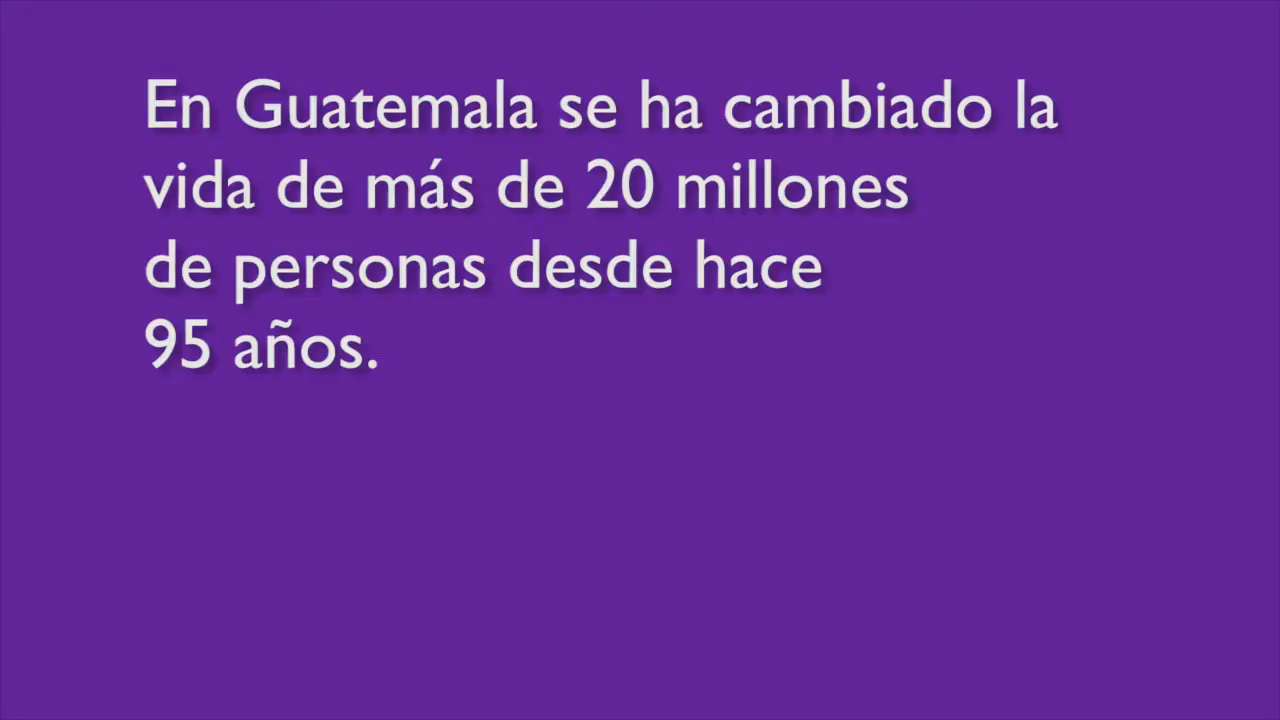 En Guatemala se ha cambiado la
vida de más de 20 millones
de personas desde hace
95 años.